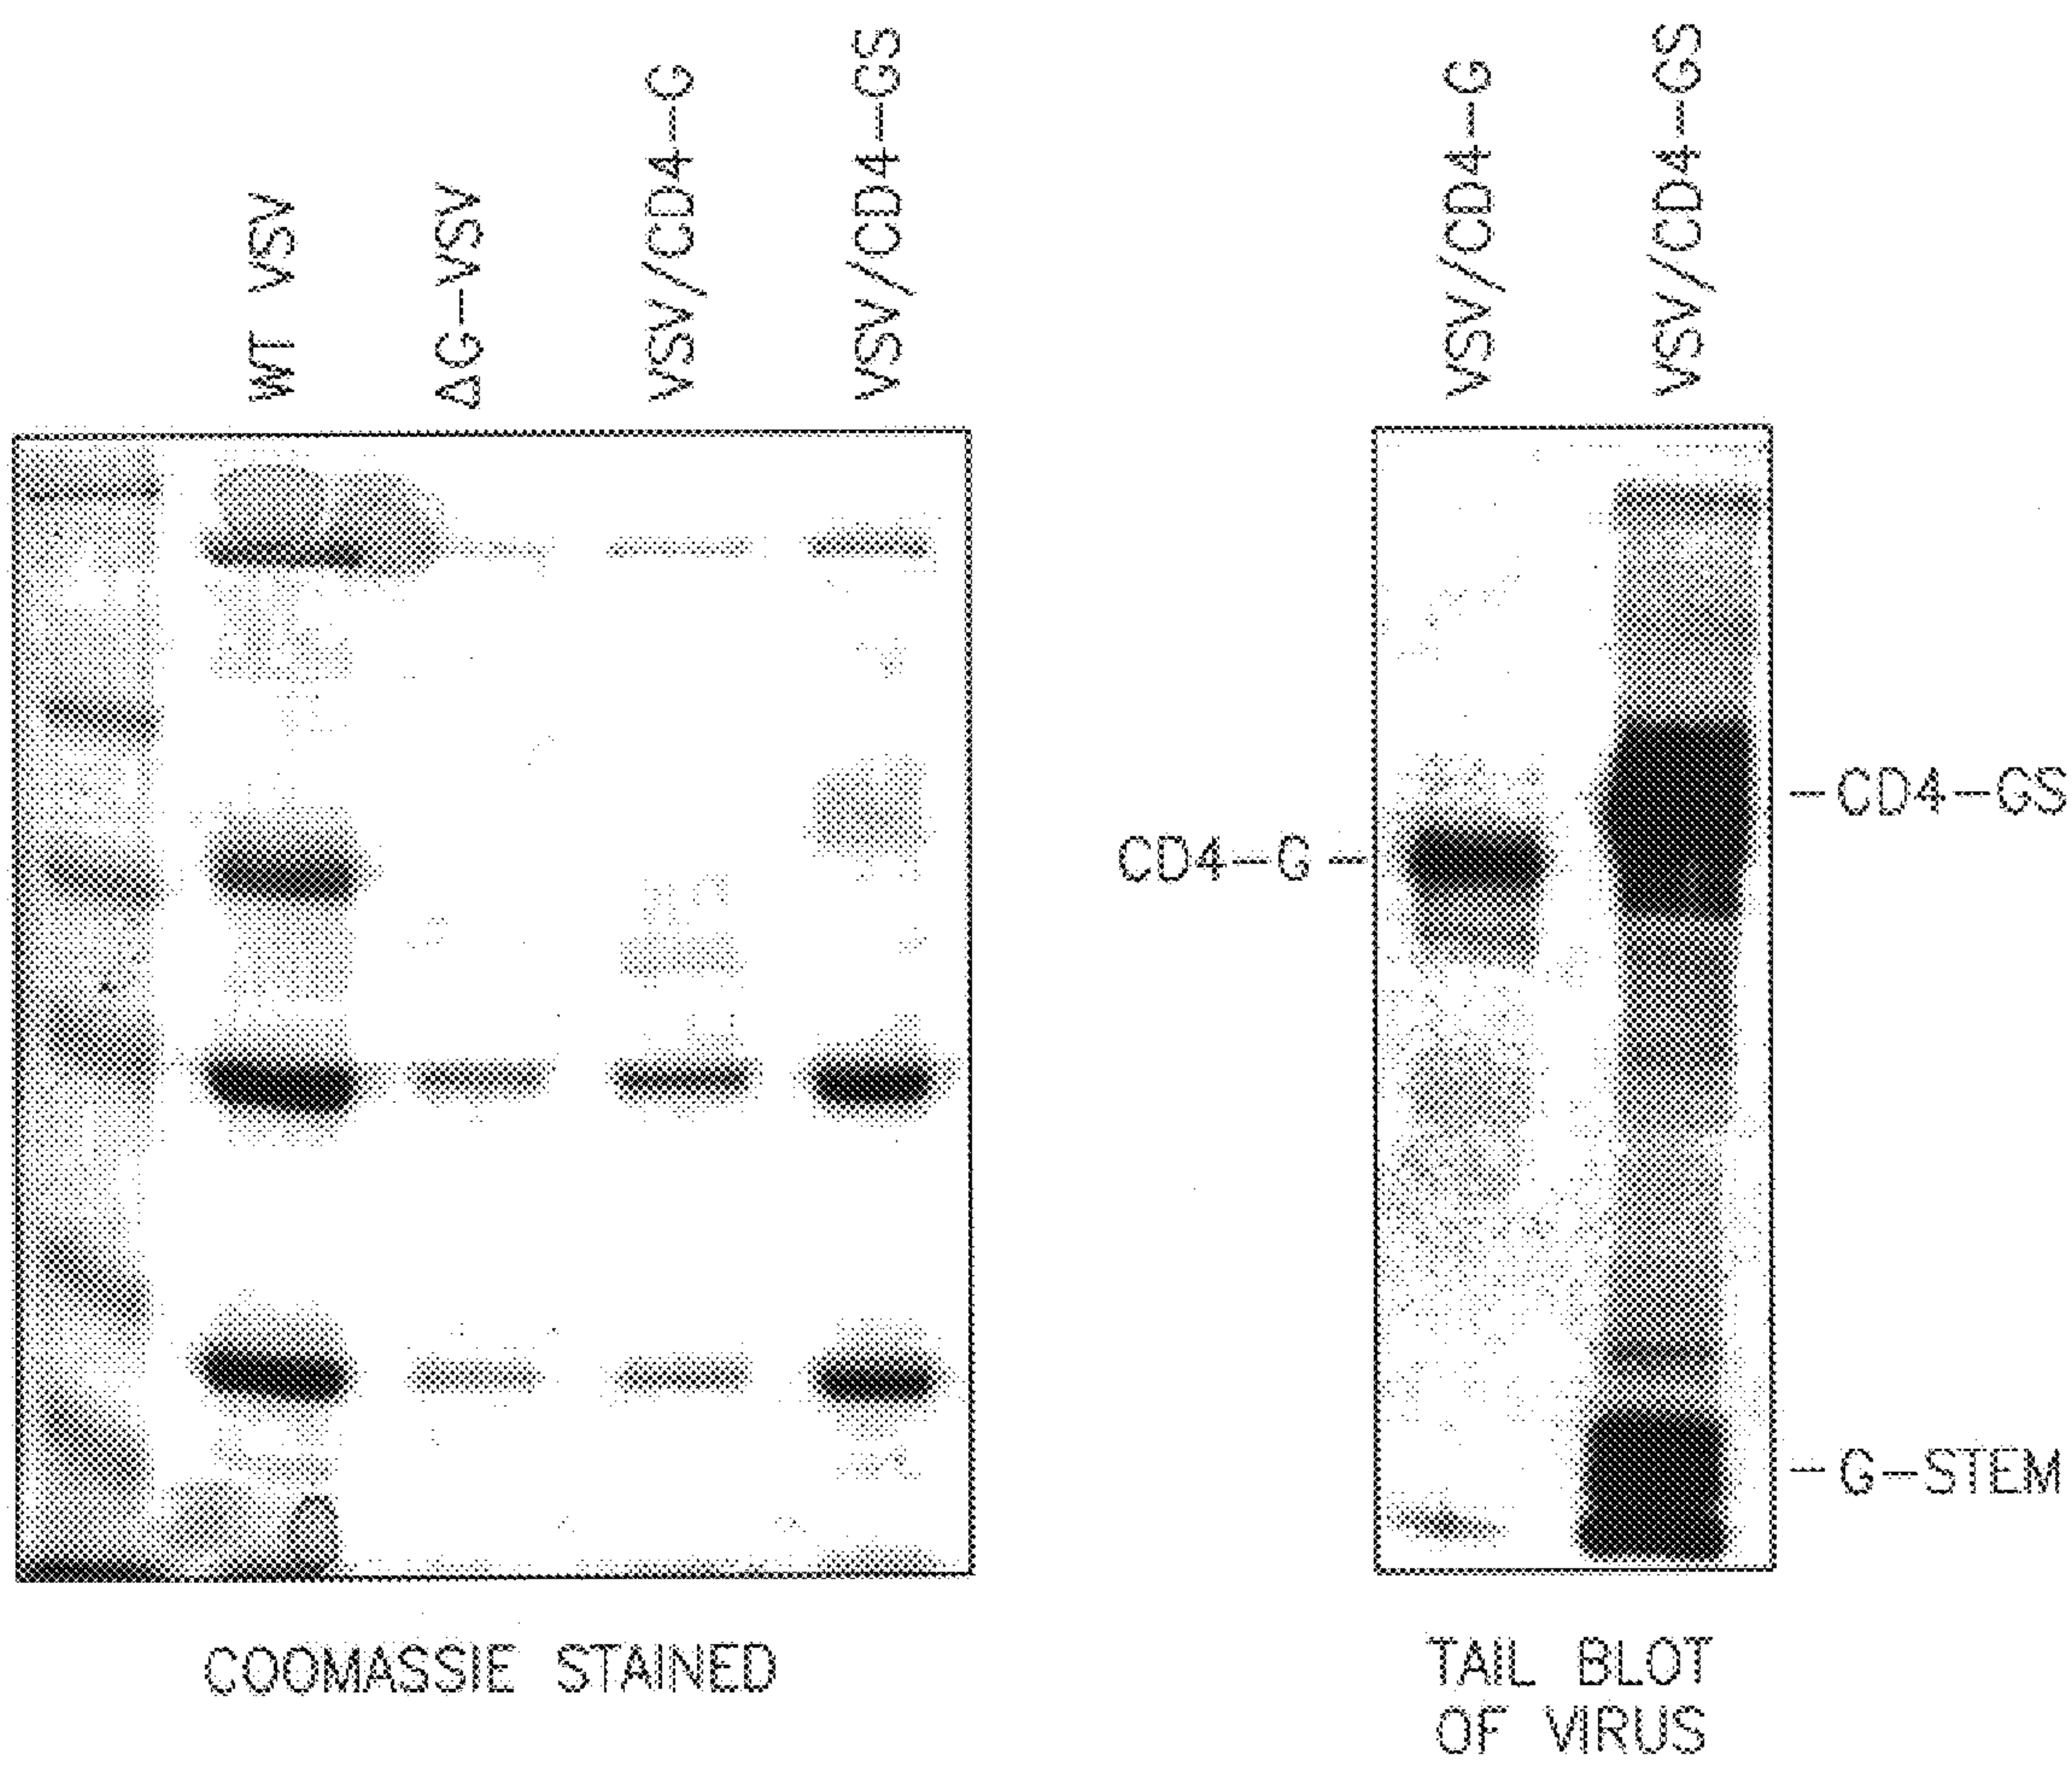 WT VSV
ΔG-VSV
VSV/CD4-G
VSV/CD4-GS
VSV/CD4-G
VSV/CD4-GS
CD4-G -
-CD4-GS
-G-STEM
COOMASSIE STAINED
TAIL BLOT
OF VIRUS